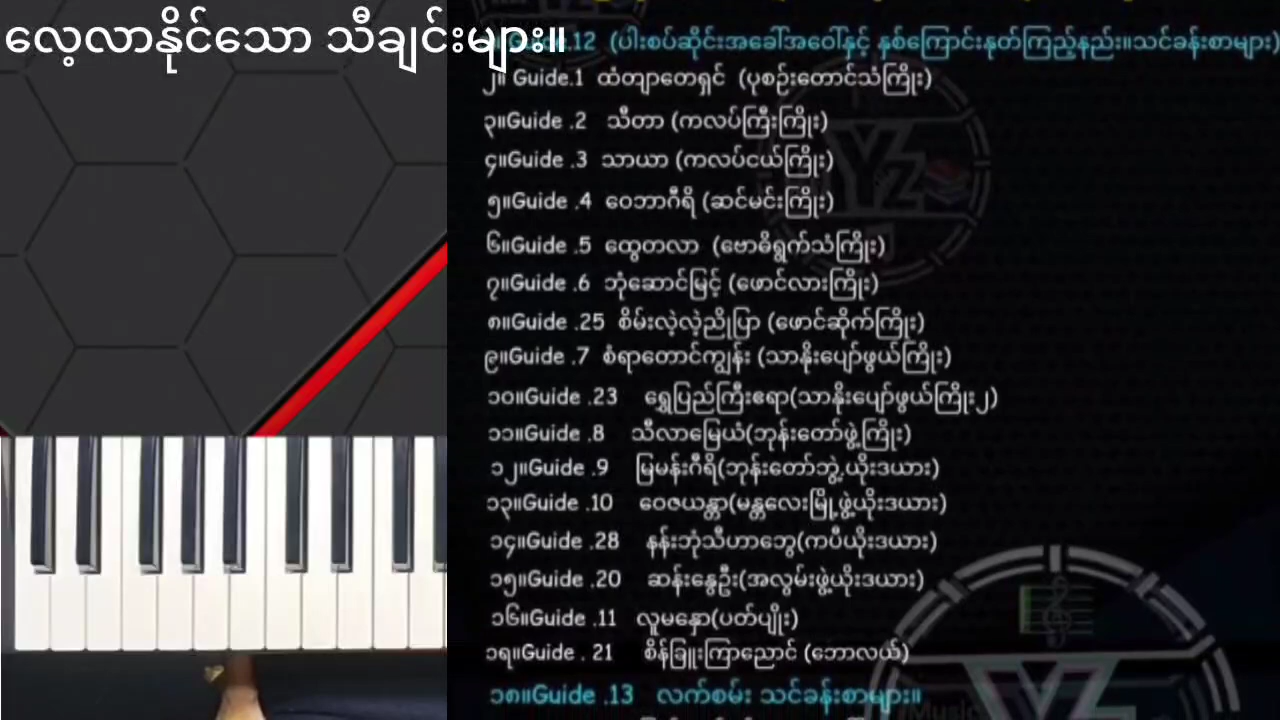 လေ့လာနိုင်သော သီချင်းများ။
.12 (ပါးစပ်ဆိုင်းအခေါ်အဝေါ်နှင့် နှစ်ကြောင်းနုတ်ကြည့်နည်း။သင်ခန်းစာများ)
၂။ Guide.1 ထံတျာတေရှင် (ပုစဉ်းတောင်သံကြိုး)
၃။Guide .2 သီတာ (ကလပ်ကြီးကြိုး)
၄။Guide .3 သာယာ (ကလပ်ငယ်ကြိုး)
၅။Guide .4 ဝေဘာဂီရိ (ဆင်မင်းကြိုး)
၆။Guide .5 ထွေတလာ (ဗောဓိရွက်သံကြိုး)
၇။Guide .6 ဘုံဆောင်မြင့် (ဖောင်လားကြိုး)
၈။Guide .25 စိမ်းလဲ့လဲ့ညိုပြာ (ဖောင်ဆိုက်ကြိုး)
၉။Guide .7 စံရာတောင်ကျွန်း (သာနိုးပျော်ဖွယ်ကြိုး)
၁၀။Guide .23 ရွှေပြည်ကြီးဧရာ(သာနိုးပျော်ဖွယ်ကြိုး၂)
၁၁။Guide .8 သီလာမြေယံ(ဘုန်းတော်ဖွဲ့ကြိုး)
၁၂။Guide .9 မြမန်းဂီရိ(ဘုန်းတော်ဘွဲ့ယိုးဒယား)
၁၃။Guide .10 ဝေဇယန္တာ(မန္တလေးမြို့ဖွဲ့ယိုးဒယား)
၁၄။Guide .28 နန်းဘုံသီဟာဘွေ(ကပီယိုးဒယား)
၁၅။Guide .20 ဆန်းနွေဦး(အလွမ်းဖွဲ့ယိုးဒယား)
၁၆။Guide .11 လူမနှော(ပတ်ပျိုး)
၁၇။Guide . 21 စိန်ခြူးကြာညောင် (ဘောလယ်)
၁၈။Guide .13 လက်စမ်း သင်ခန်းစာများ။